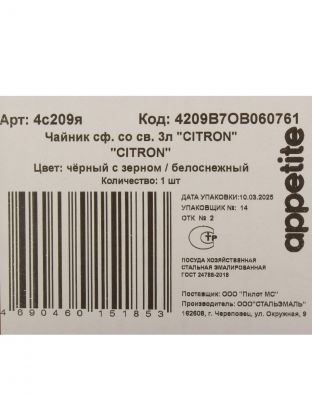 Арт: 4с209я Код: 4209В7ОВ060761
Чайник сф. со св. 3л "CITRON"
"CITRON"
Цвет: чёрный с зерном / белоснежный
Количество: 1 шт
ДАТА УПАКОВКИ:10.03.2025
УПАКОВЩИК №: 14
ОТК № 2
appetite
ПОСУДА ХОЗЯЙСТВЕННАЯ
СТАЛЬНАЯ ЭМАЛИРОВАННАЯ
ГОСТ 24788-2018
Поставщик: ООО "Пилот МС"
Производитель: ООО"СТАЛЬЭМАЛЬ"
162608, г. Череповец, ул. Окружная, 9
4 690460 151853